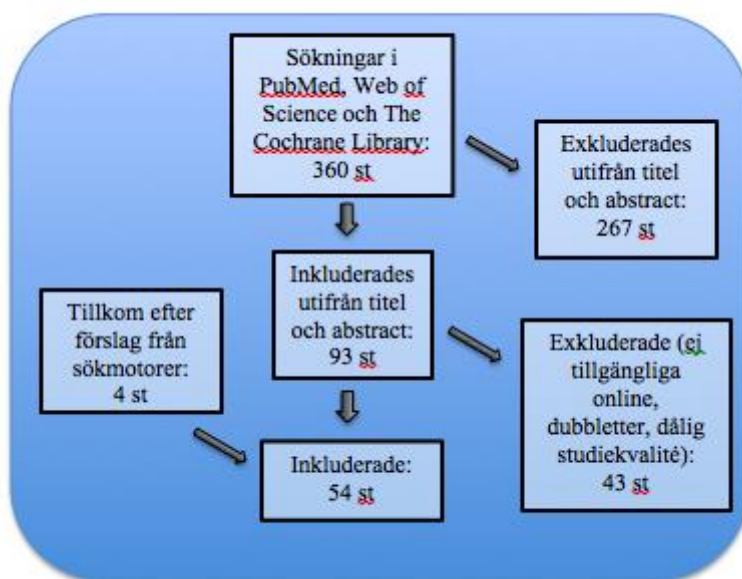 Sökningar i
PubMed, Web of
Science och The
Cochrane Library:
360 st
Exkluderades
utifrån titel
och abstract:
267 st
Inkluderades
utifrån titel
och abstract:
93 st
Tillkom efter
förslag från
sökmotorer:
4 st
Exkluderade (ej
tillgängliga
online,
dubbletter, dålig
studiekvalité):
43 st
Inkluderade:
54 st